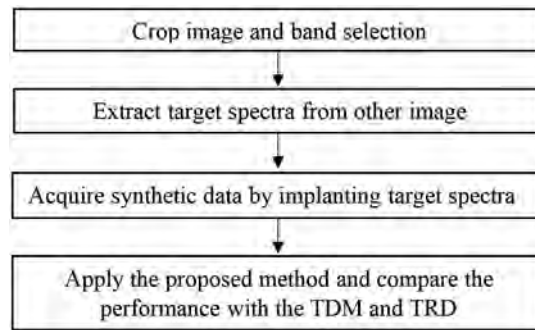 Crop image and band selection
Extract target spectra from other image
Acquire synthetic data by implanting target spectra
Apply the proposed method and compare the
performance with the TDM and TRD